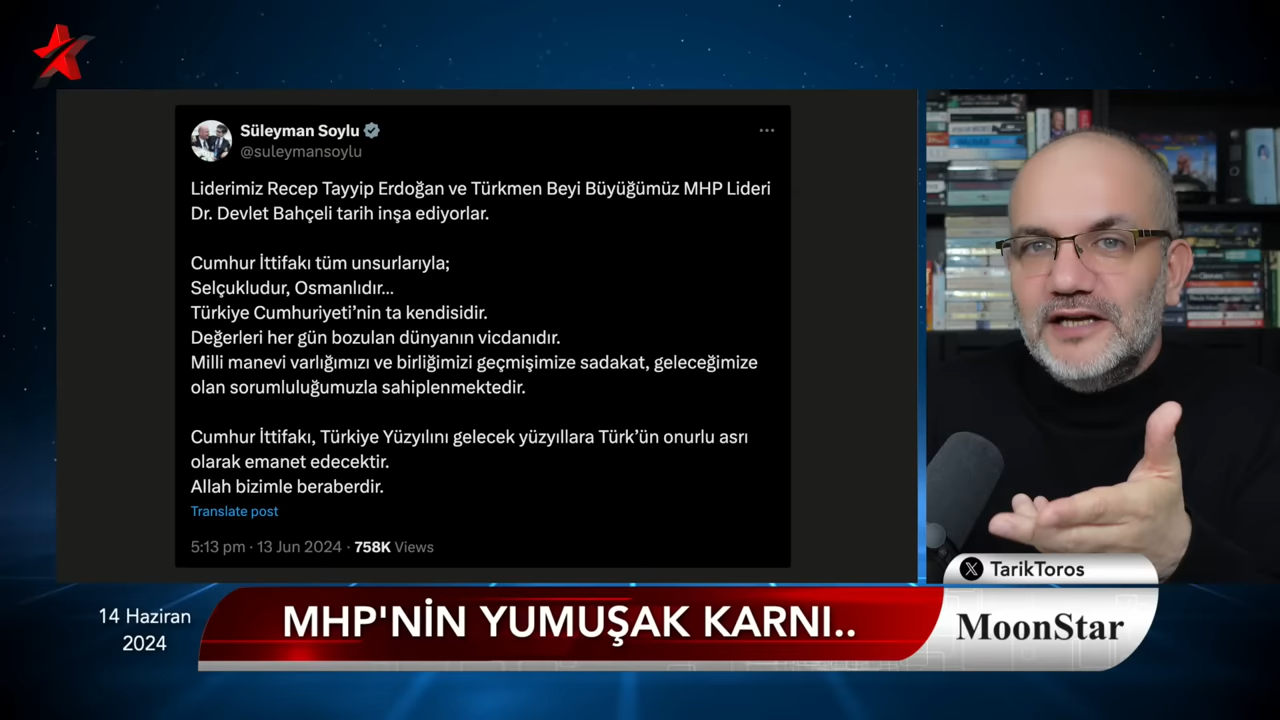 Süleyman Soylu
@suleymansoylu
Liderimiz Recep Tayyip Erdoğan ve Türkmen Beyi Büyüğümüz MHP Lideri
Dr. Devlet Bahçeli tarih inşa ediyorlar.
Cumhur İttifakı tüm unsurlarıyla;
Selçukludur, Osmanlıdır...
Türkiye Cumhuriyeti’nin ta kendisidir.
Değerleri her gün bozulan dünyanın vicdanıdır.
Milli manevi varlığımızı ve birliğimizi geçmişimize sadakat, geleceğimize
olan sorumluluğumuzla sahiplenmektedir.
Cumhur İttifakı, Türkiye Yüzyılını gelecek yüzyıllara Türk’ün onurlu asrı
olarak emanet edecektir.
Allah bizimle beraberdir.
Translate post
5:13 pm · 13 Jun 2024 · 758K Views
X TarikToros
14 Haziran
2024
MHP'NİN YUMUŞAK KARNI..
MoonStar